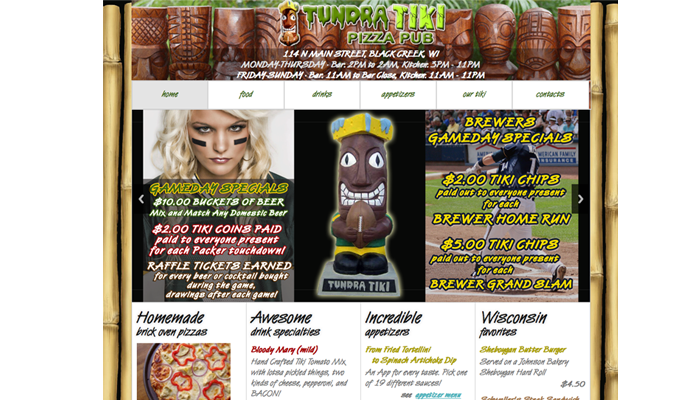 TUNDRA TIKI
PIZZA PUB
114 N MAIN STREET, BLACK CREEK, WI
MONDAY-THURSDAY - Bar: 2PM to 2AM, Kitchen: 5PM - 11PM
FRIDAY-SUNDAY - Bar: 11AM to Bar Close, Kitchen: 11AM - 11PM
home
food
drinks
appetizers
our tiki
contacts
GAMEDAY SPECIALS
$10.00 BUCKETS OF BEER
Mix and Match Any Domestic Beer
$2.00 TIKI COINS PAID
paid to everyone present
for each Packer touchdown!
RAFFLE TICKETS EARNED
for every beer or cocktail bought
during the game,
drawings after each game!
TUNDRA TIKI
BREWERS
GAMEDAY SPECIALS
AMERICAN FAMILY
INSURANCE
$2.00 TIKI CHIPS
paid out to everyone present
for each
BREWER HOME RUN
$5.00 TIKI CHIPS
paid out to everyone present
for each
BREWER GRAND SLAM
Homemade
brick oven pizzas
Awesome
drink specialties
Bloody Mary (mild)
Hand Crafted Tiki Tomato Mix,
with lotsa pickled things, two
kinds of cheese, pepperoni, and
BACON!
Incredible
appetizers
From Fried Tortellini
to Spinach Artichoke Dip
An App for every taste. Pick one
of 19 different sauces!
see appetizer menu
Wisconsin
favorites
Sheboygan Batter Burger
Served on a Johnson Bakery
Sheboygan Hard Roll
$4.50
Steak Sandwich